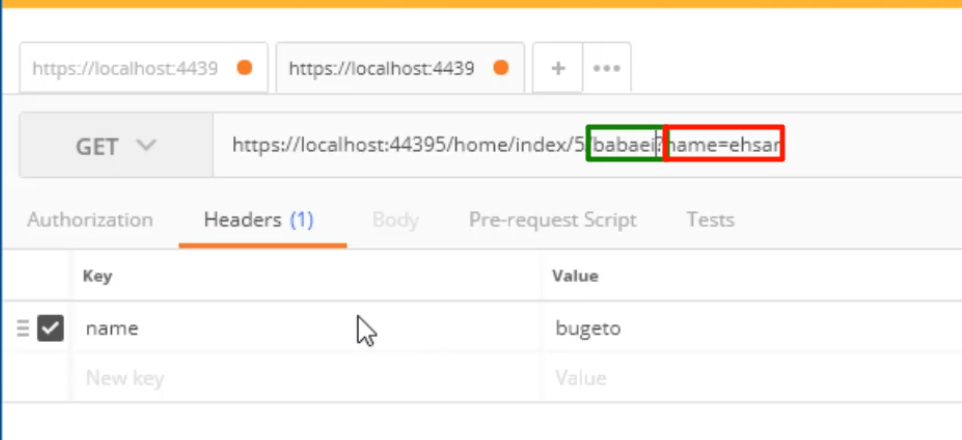 https://localhost:4439 https://localhost:4439 + •••
GET https://localhost:44395/home/index/5/babaei?name=ehsan
Authorization Headers (1) Body Pre-request Script Tests
Key Value
name bugeto
New key Value